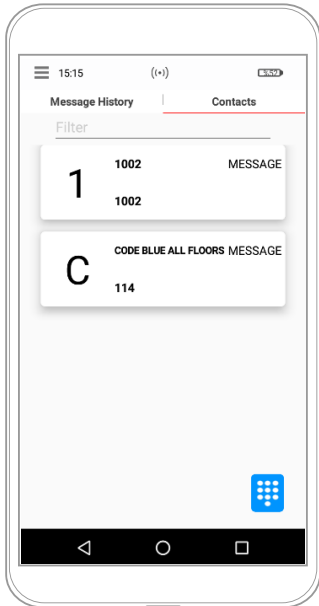 15:15
Message History Contacts
Filter
1 1002 MESSAGE
1002
C CODE BLUE ALL FLOORS MESSAGE
114